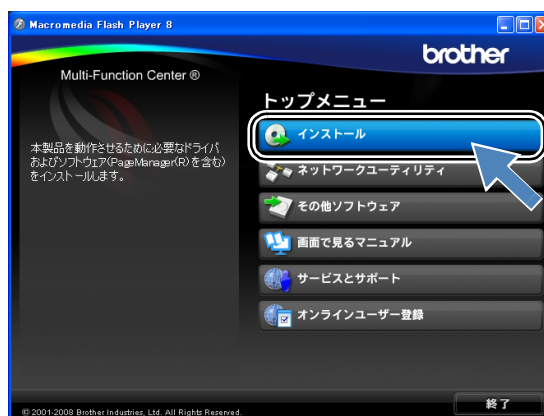 Macromedia Flash Player 8
brother
Multi-Function Center ®
トップメニュー
本製品を動作させるために必要なドライバ
およびソフトウェア(PageManager(R)を含む)
をインストールします。
インストール
ネットワークユーティリティ
その他ソフトウェア
画面で見るマニュアル
サービスとサポート
オンラインユーザー登録
© 2001-2008 Brother Industries, Ltd. All Rights Reserved.
終了